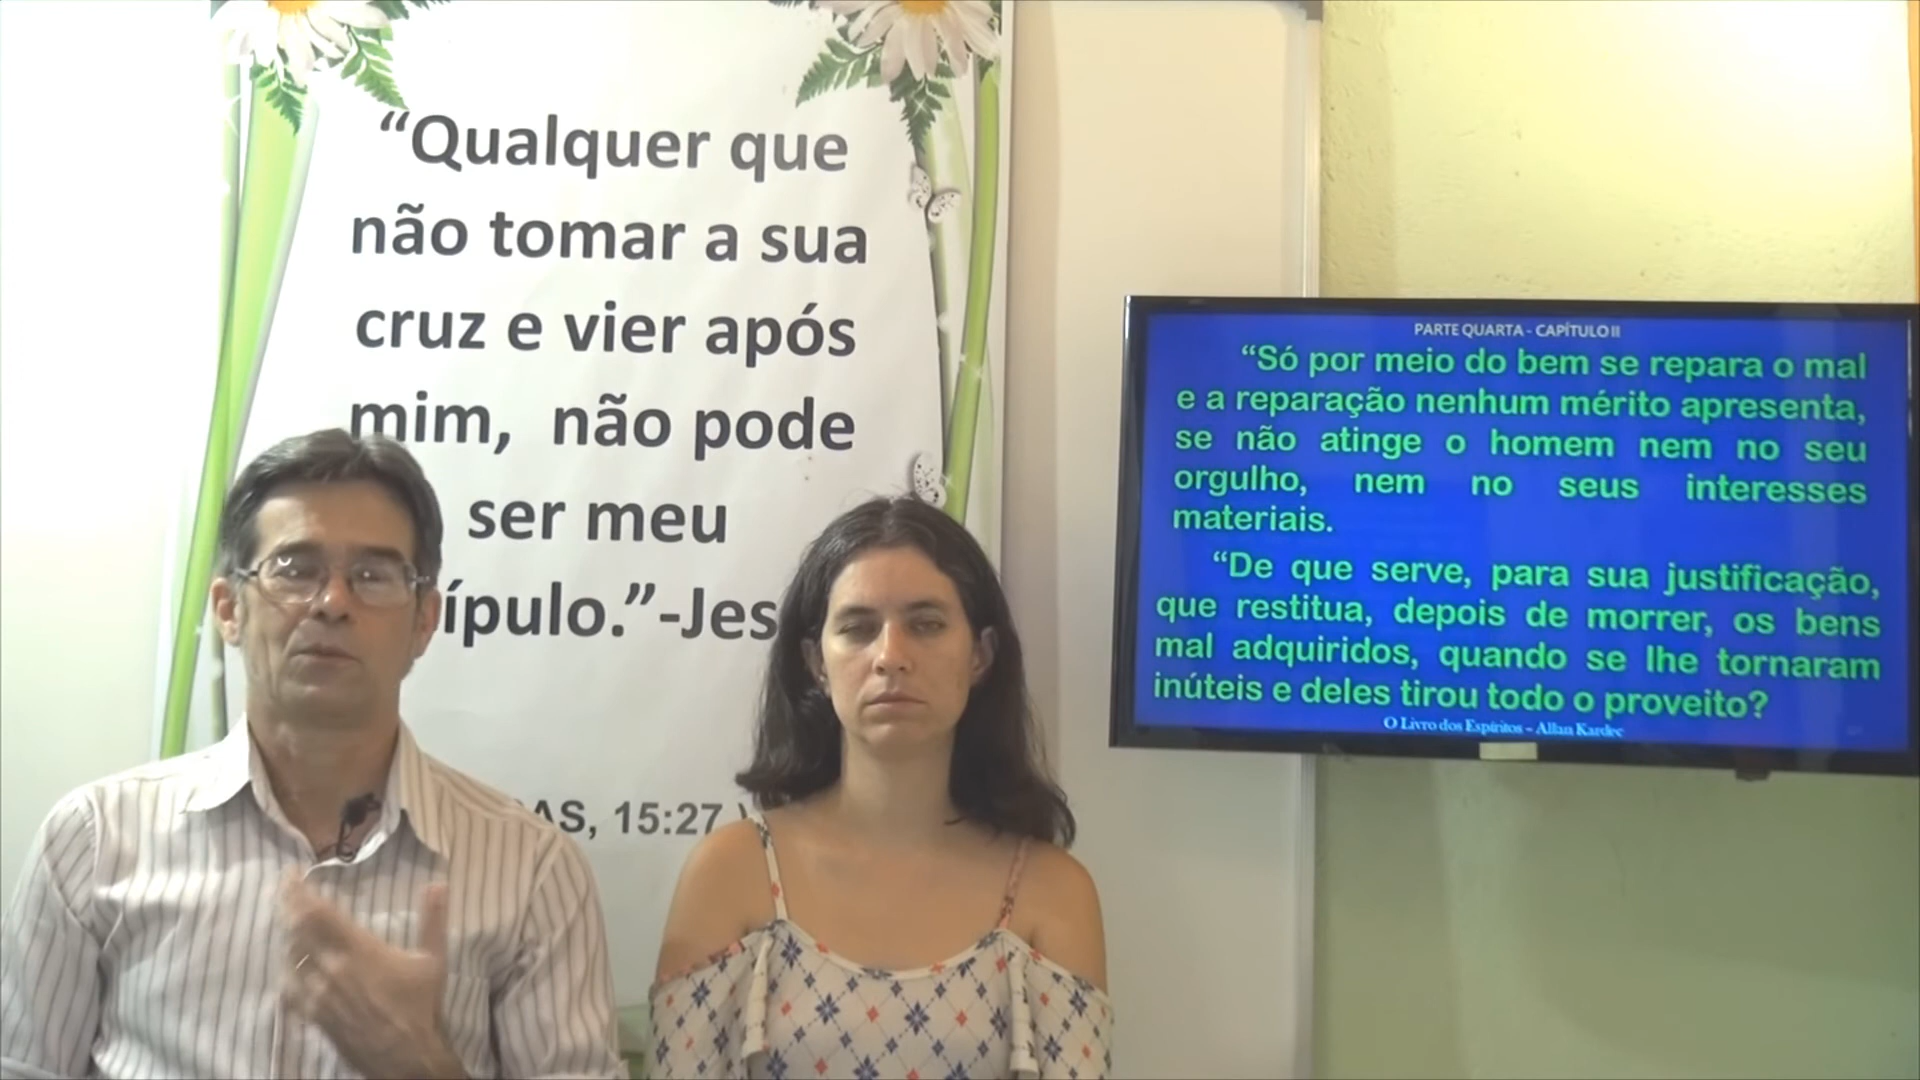 “Qualquer que
não tomar a sua
cruz e vier após
mim, não pode
ser meu
ípulo.”-Jes
AS, 15:27
PARTE QUARTA - CAPÍTULO II
“Só por meio do bem se repara o mal
e a reparação nenhum mérito apresenta,
se não atinge o homem nem no seu
orgulho, nem no seus interesses
materiais.
“De que serve, para sua justificação,
que restitua, depois de morrer, os bens
mal adquiridos, quando se lhe tornaram
inúteis e deles tirou todo o proveito?
O Livro dos Espíritos – Allan Kardec